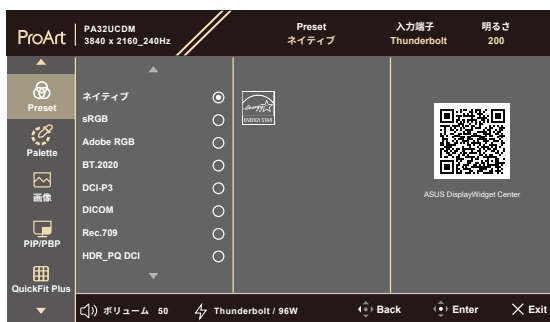 ProArt
PA32UCDM
3840 x 2160_240Hz
Preset
ネイティブ
入力端子
Thunderbolt
明るさ
200
Preset
Palette
画像
PIP/PBP
QuickFit Plus
ネイティブ
sRGB
Adobe RGB
BT.2020
DCI-P3
DICOM
Rec.709
HDR_PQ DCI
energy
ENERGY STAR
ASUS DisplayWidget Center
ボリューム 50
Thunderbolt / 96W
Back
Enter
Exit